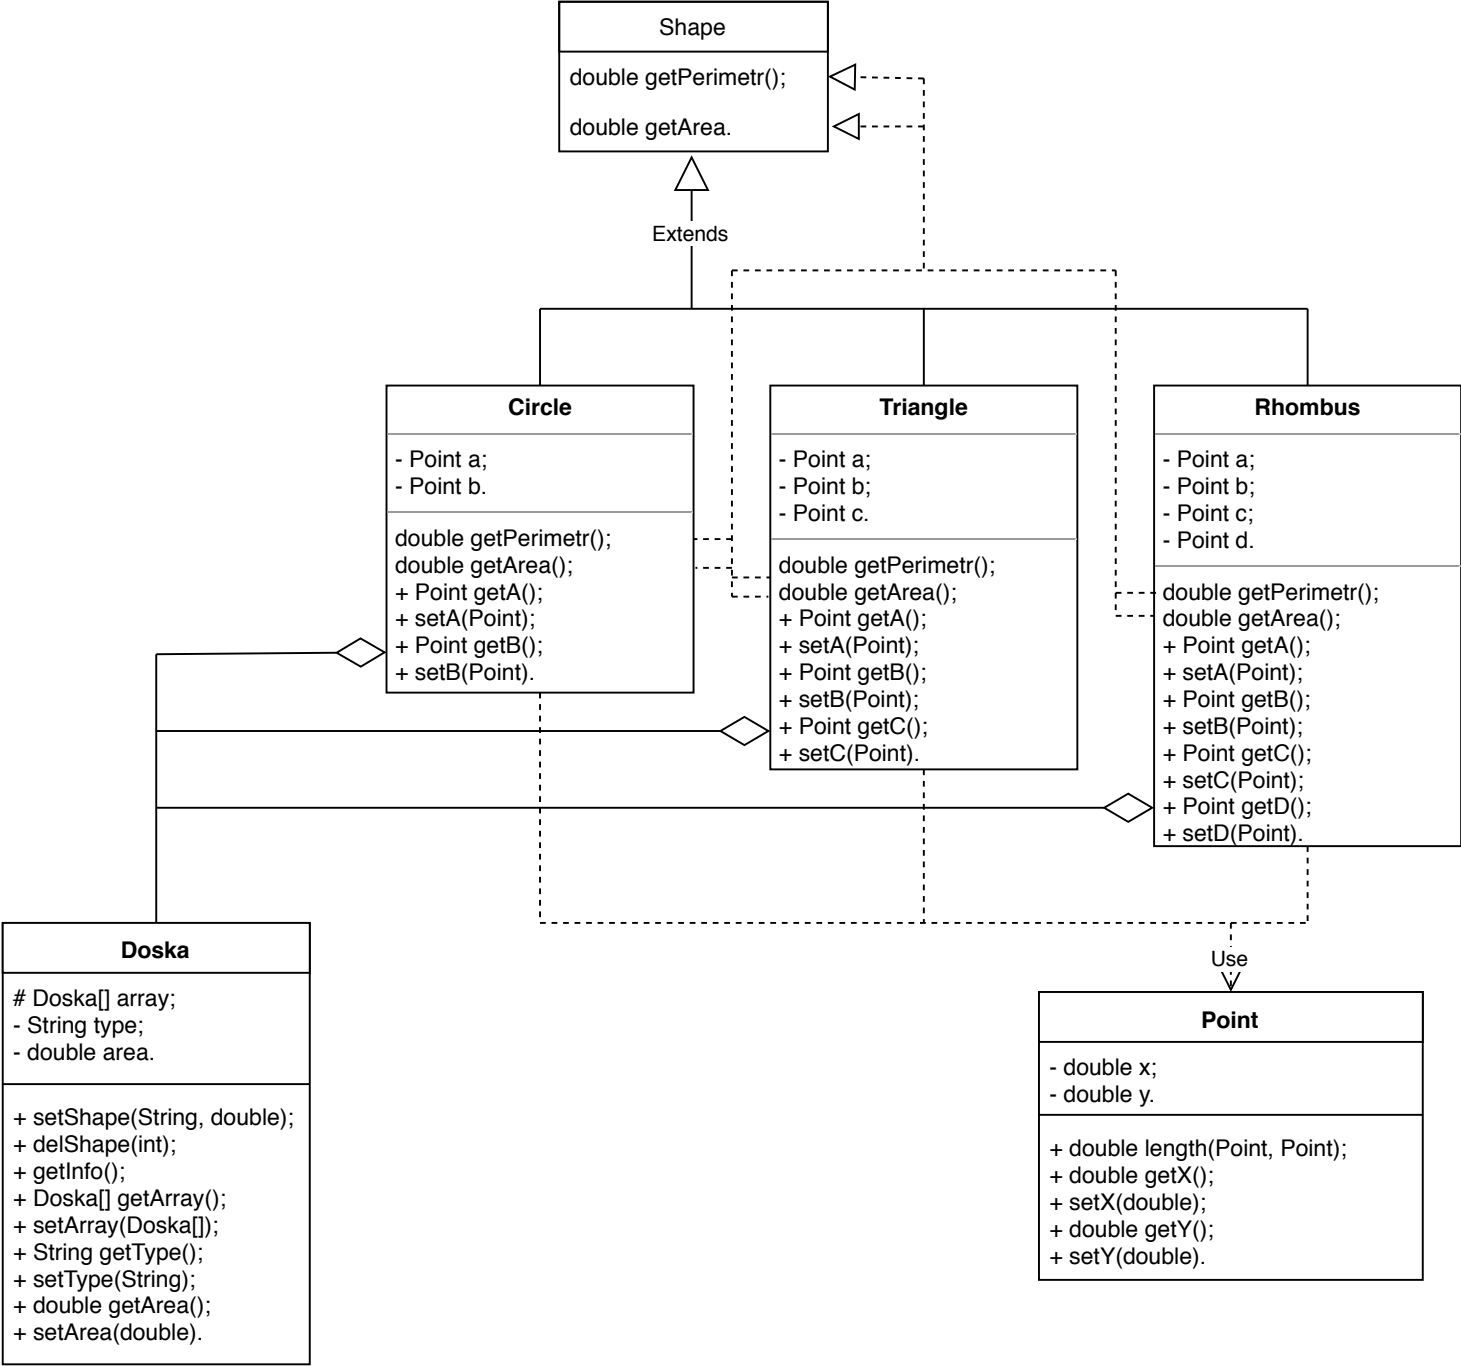 Shape
double getPerimetr();
double getArea.
Extends
Circle
- Point a;
- Point b.
double getPerimetr();
double getArea();
+ Point getA();
+ setA(Point);
+ Point getB();
+ setB(Point).
Triangle
- Point a;
- Point b;
- Point c.
double getPerimetr();
double getArea();
+ Point getA();
+ setA(Point);
+ Point getB();
+ setB(Point);
+ Point getC();
+ setC(Point).
Rhombus
- Point a;
- Point b;
- Point c;
- Point d.
double getPerimetr();
double getArea();
+ Point getA();
+ setA(Point);
+ Point getB();
+ setB(Point);
+ Point getC();
+ setC(Point);
+ Point getD();
+ setD(Point).
Doska
# Doska[] array;
- String type;
- double area.
+ setShape(String, double);
+ delShape(int);
+ getInfo();
+ Doska[] getArray();
+ setArray(Doska[]);
+ String getType();
+ setType(String);
+ double getArea();
+ setArea(double).
Use
Point
- double x;
- double y.
+ double length(Point, Point);
+ double getX();
+ setX(double);
+ double getY();
+ setY(double).